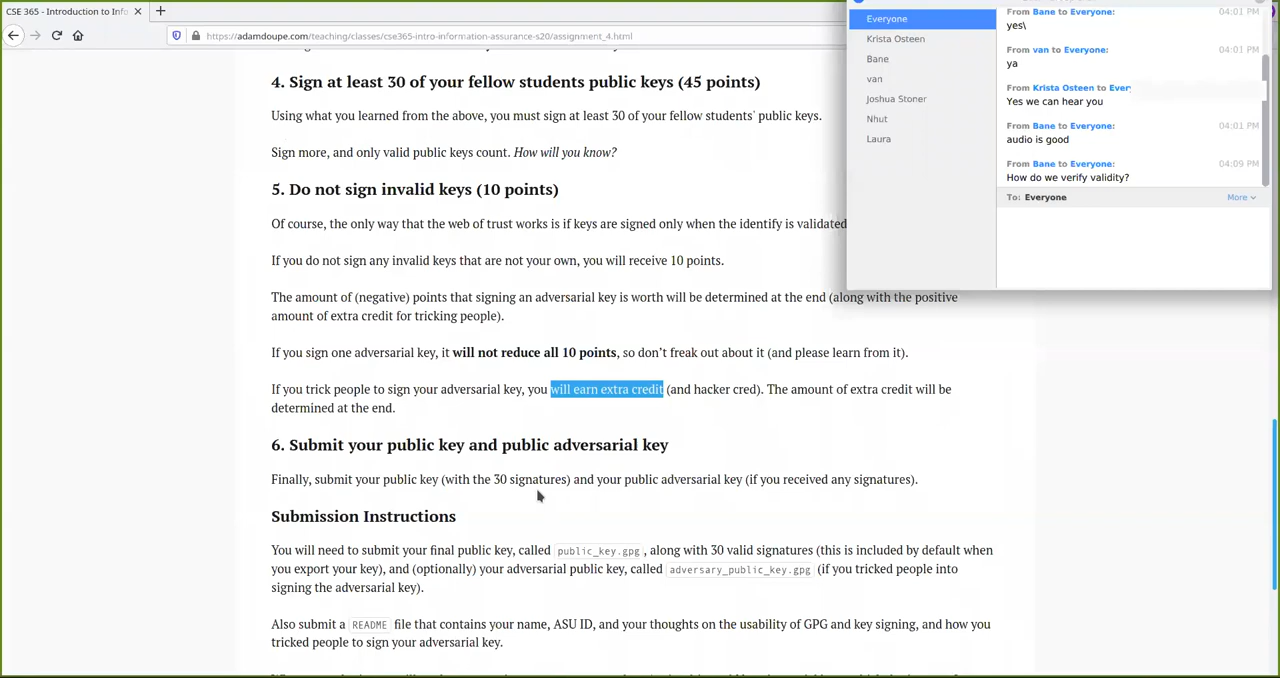 CSE 365 - Introduction to Info
https://adamdoupe.com/teaching/classes/cse365-intro-information-assurance-s20/assignment_4.html
4. Sign at least 30 of your fellow students public keys (45 points)
Using what you learned from the above, you must sign at least 30 of your fellow students' public keys.
Sign more, and only valid public keys count. How will you know?
5. Do not sign invalid keys (10 points)
Of course, the only way that the web of trust works is if keys are signed only when the identify is validated
If you do not sign any invalid keys that are not your own, you will receive 10 points.
The amount of (negative) points that signing an adversarial key is worth will be determined at the end (along with the positive
amount of extra credit for tricking people).
If you sign one adversarial key, it will not reduce all 10 points, so don't freak out about it (and please learn from it).
If you trick people to sign your adversarial key, you will earn extra credit (and hacker cred). The amount of extra credit will be
determined at the end.
6. Submit your public key and public adversarial key
Finally, submit your public key (with the 30 signatures) and your public adversarial key (if you received any signatures).
Submission Instructions
You will need to submit your final public key, called public_key.gpg, along with 30 valid signatures (this is included by default when
you export your key), and (optionally) your adversarial public key, called adversary_public_key.gpg (if you tricked people into
signing the adversarial key).
Also submit a README file that contains your name, ASU ID, and your thoughts on the usability of GPG and key signing, and how you
tricked people to sign your adversarial key.
Everyone
Krista Osteen
Bane
van
Joshua Stoner
Nhut
Laura
From Bane to Everyone: 04:01 PM
yes\
From van to Everyone: 04:01 PM
ya
From Krista Osteen to Every
Yes we can hear you
From Bane to Everyone: 04:01 PM
audio is good
From Bane to Everyone: 04:09 PM
How do we verify validity?
To: Everyone More